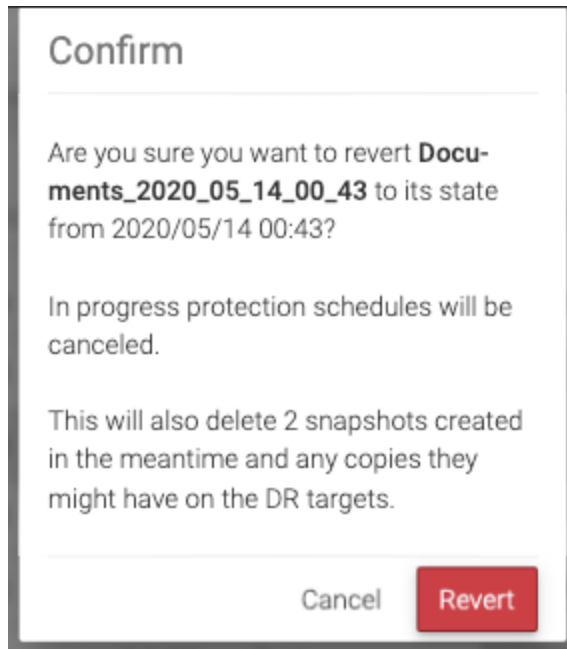 Confirm
Are you sure you want to revert Docu-
ments_2020_05_14_00_43 to its state
from 2020/05/14 00:43?
In progress protection schedules will be
canceled.
This will also delete 2 snapshots created
in the meantime and any copies they
might have on the DR targets.
Cancel Revert